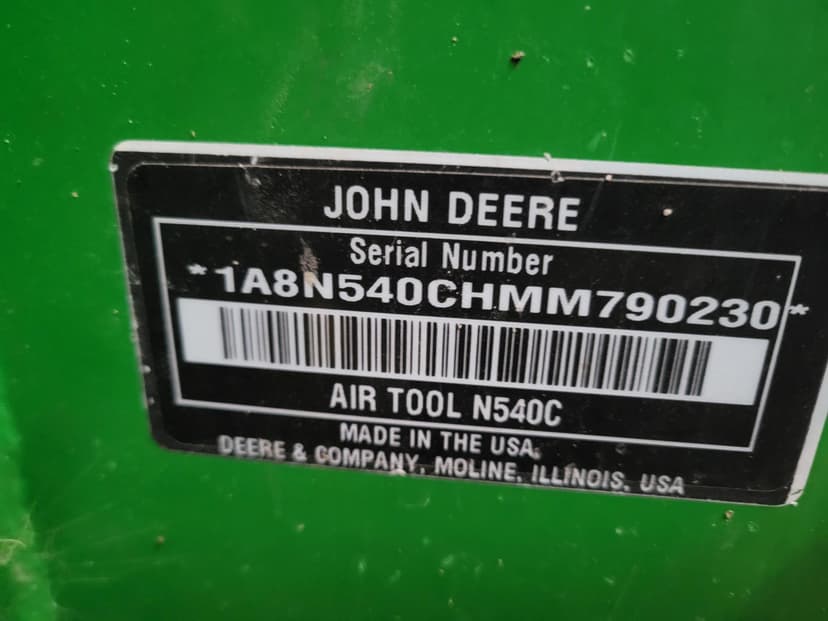 JOHN DEERE
Serial Number
*1A8N540CHMM790230*
AIR TOOL N540C
MADE IN THE USA.
DEERE & COMPANY, MOLINE, ILLINOIS, USA